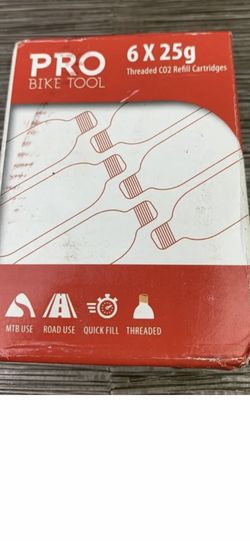 PRO
BIKE TOOL
6 X 25g
Threaded CO2 Refill Cartridges
MTB USE
ROAD USE
QUICK FILL
THREADED